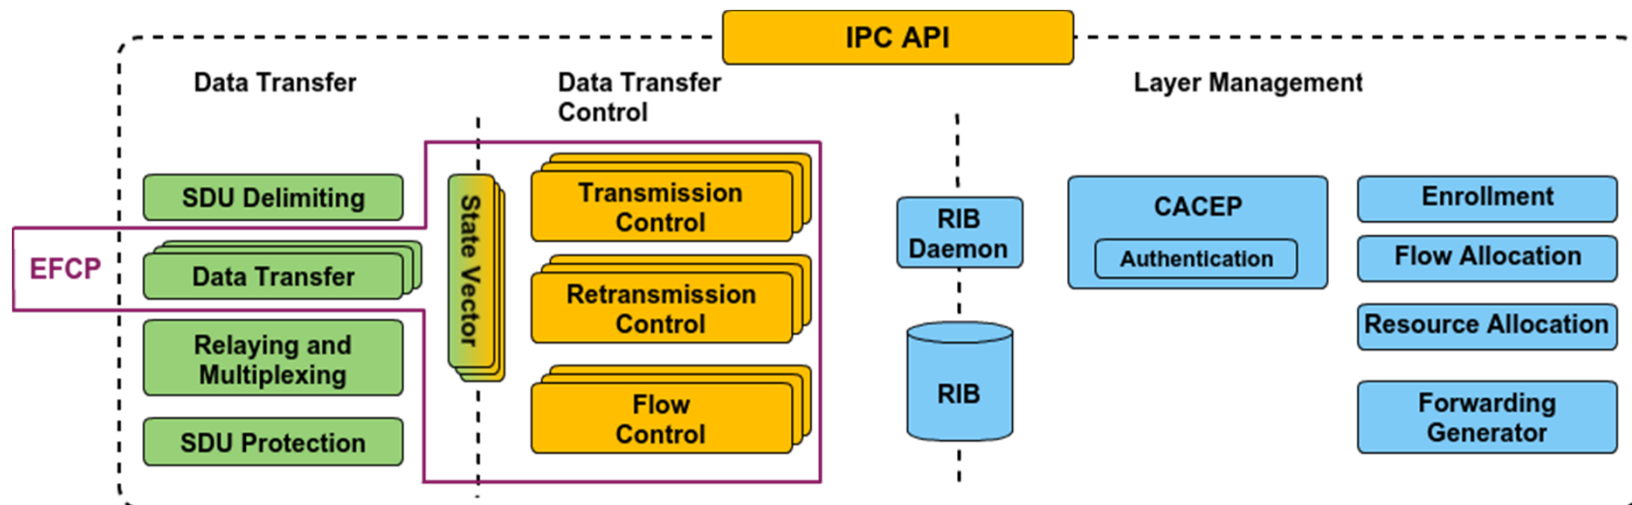 IPC API
Data Transfer
Data Transfer
Control
Layer Management
SDU Delimiting
EFCP
Data Transfer
Relaying and
Multiplexing
SDU Protection
State Vector
Transmission
Control
Retransmission
Control
Flow
Control
RIB
Daemon
RIB
CACEP
Authentication
Enrollment
Flow Allocation
Resource Allocation
Forwarding
Generator